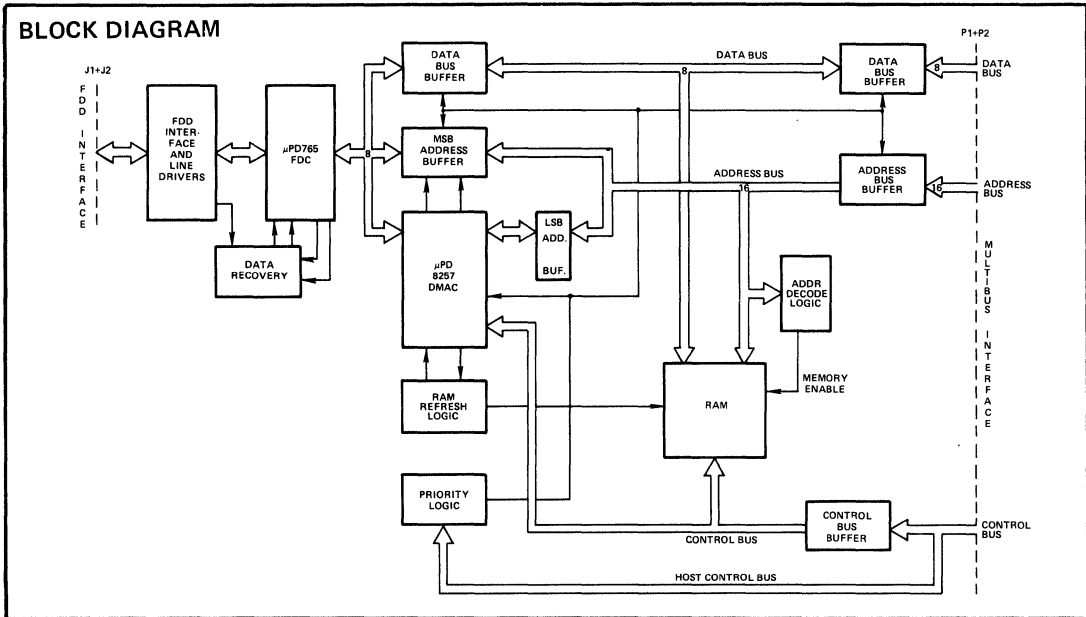 BLOCK DIAGRAM
J1+J2
P1+P2
FDD INTERFACE
FDD
INTER-
FACE
AND
LINE
DRIVERS
µPD765
FDC
DATA
RECOVERY
8
DATA
BUS
BUFFER
MSB
ADDRESS
BUFFER
µPD
8257
DMAC
LSB
ADD.
BUF.
RAM
REFRESH
LOGIC
PRIORITY
LOGIC
DATA BUS
8
ADDRESS BUS
16
DATA
BUS
BUFFER
8
DATA
BUS
ADDRESS
BUS
BUFFER
16
ADDRESS
BUS
ADDR
DECODE
LOGIC
MEMORY
ENABLE
RAM
MULTIBUS INTERFACE
CONTROL
BUS
BUFFER
CONTROL
BUS
CONTROL BUS
HOST CONTROL BUS